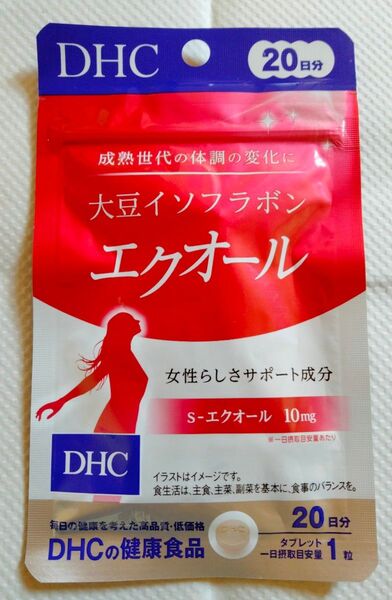 DHC
20日分
成熟世代の体調の変化に
大豆イソフラボン
エクオール
女性らしさサポート成分
s-エクオール 10mg
※一日摂取目安量あたり
DHC
イラストはイメージです。
食生活は、主食、主菜、副菜を基本に、食事のバランスを。
毎日の健康を考えた高品質・低価格
DHCの健康食品
20日分
タブレット
一日摂取目安量 1粒